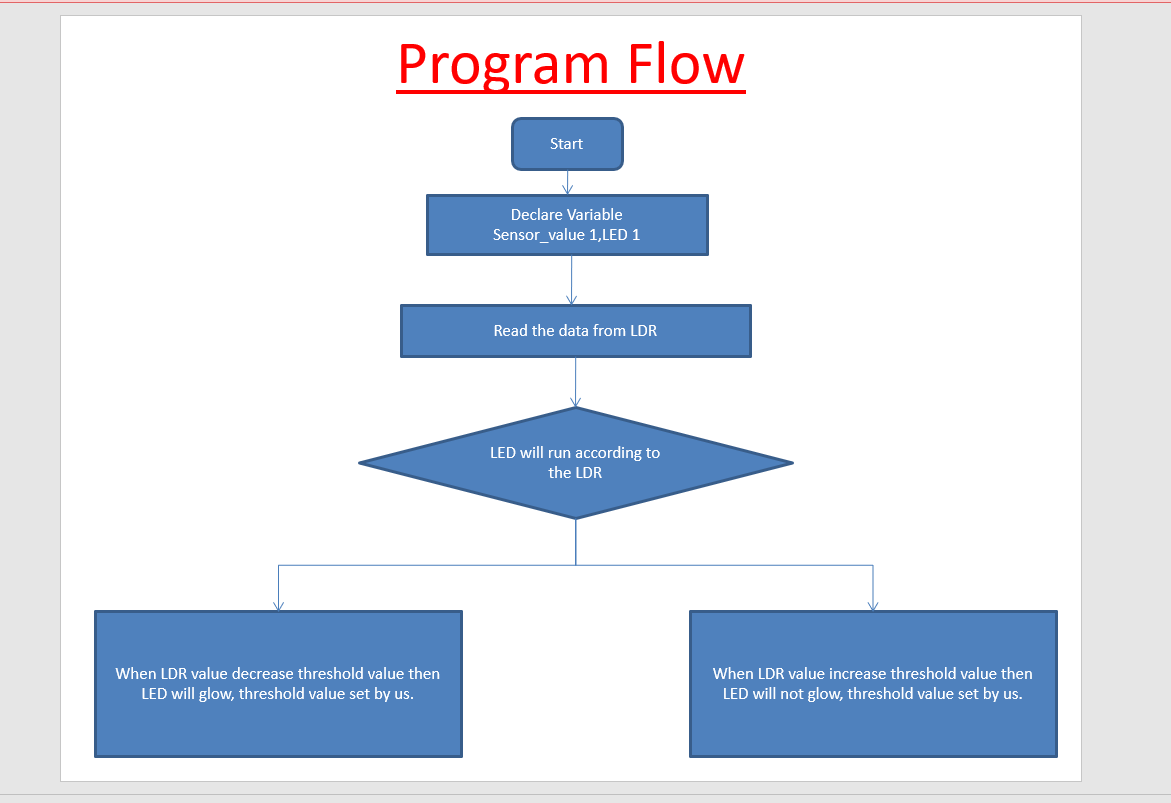 Program Flow
Start
Declare Variable
Sensor_value 1,LED 1
Read the data from LDR
LED will run according to
the LDR
When LDR value decrease threshold value then
LED will glow, threshold value set by us.
When LDR value increase threshold value then
LED will not glow, threshold value set by us.